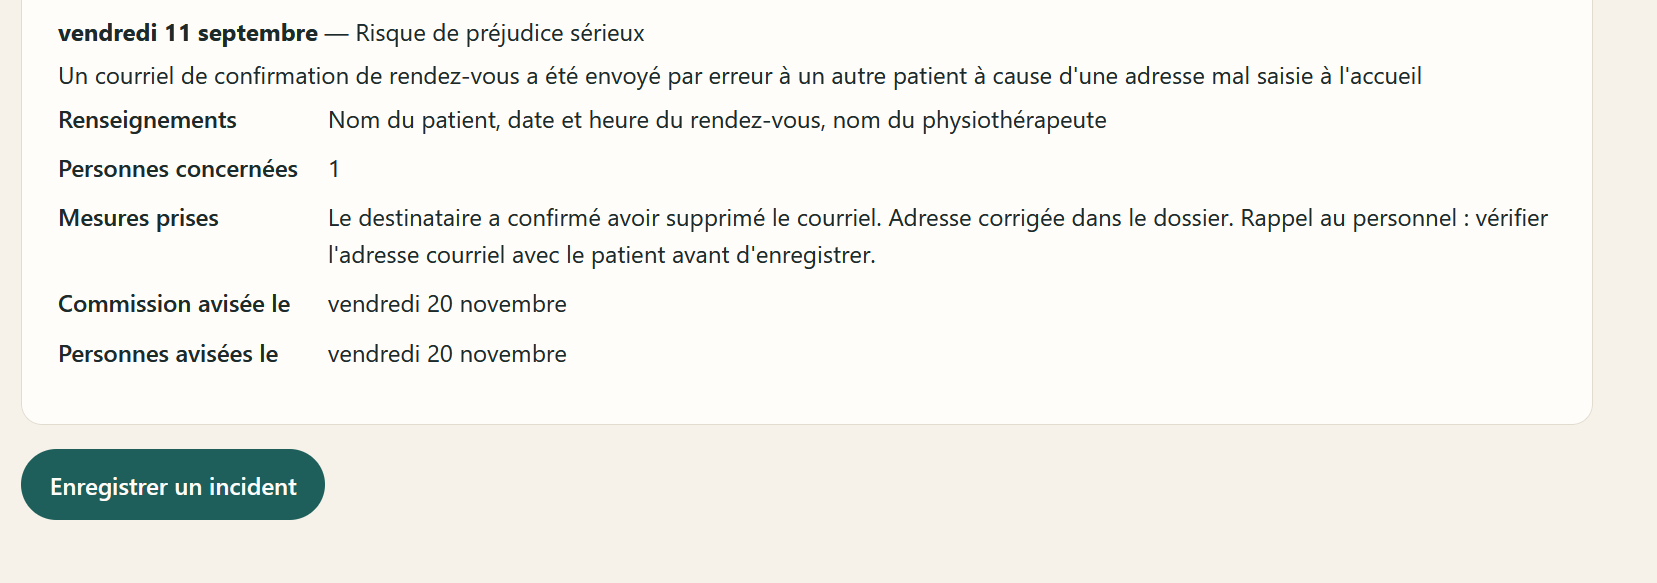 vendredi 11 septembre — Risque de préjudice sérieux
Un courriel de confirmation de rendez-vous a été envoyé par erreur à un autre patient à cause d'une adresse mal saisie à l'accueil
Renseignements Nom du patient, date et heure du rendez-vous, nom du physiothérapeute
Personnes concernées 1
Mesures prises Le destinataire a confirmé avoir supprimé le courriel. Adresse corrigée dans le dossier. Rappel au personnel : vérifier
l'adresse courriel avec le patient avant d'enregistrer.
Commission avisée le vendredi 20 novembre
Personnes avisées le vendredi 20 novembre
Enregistrer un incident